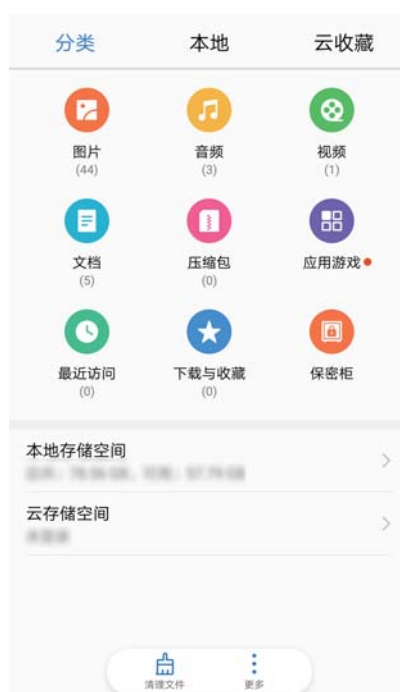 分类 本地 云收藏
图片 音频 视频
(44) (3) (1)
文档 压缩包 应用游戏
(5) (0)
最近访问 下载与收藏 保密柜
(0) (0)
本地存储空间
云存储空间
清理文件 更多